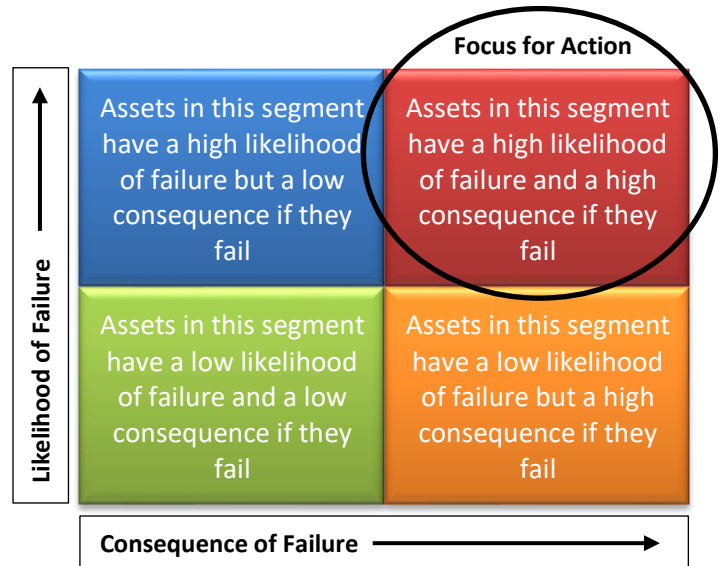 Focus for Action
Likelihood of Failure
Assets in this segment
have a high likelihood
of failure but a low
consequence if they
fail
Assets in this segment
have a high likelihood
of failure and a high
consequence if they
fail
Assets in this segment
have a low likelihood
of failure and a low
consequence if they
fail
Assets in this segment
have a low likelihood
of failure but a high
consequence if they
fail
Consequence of Failure